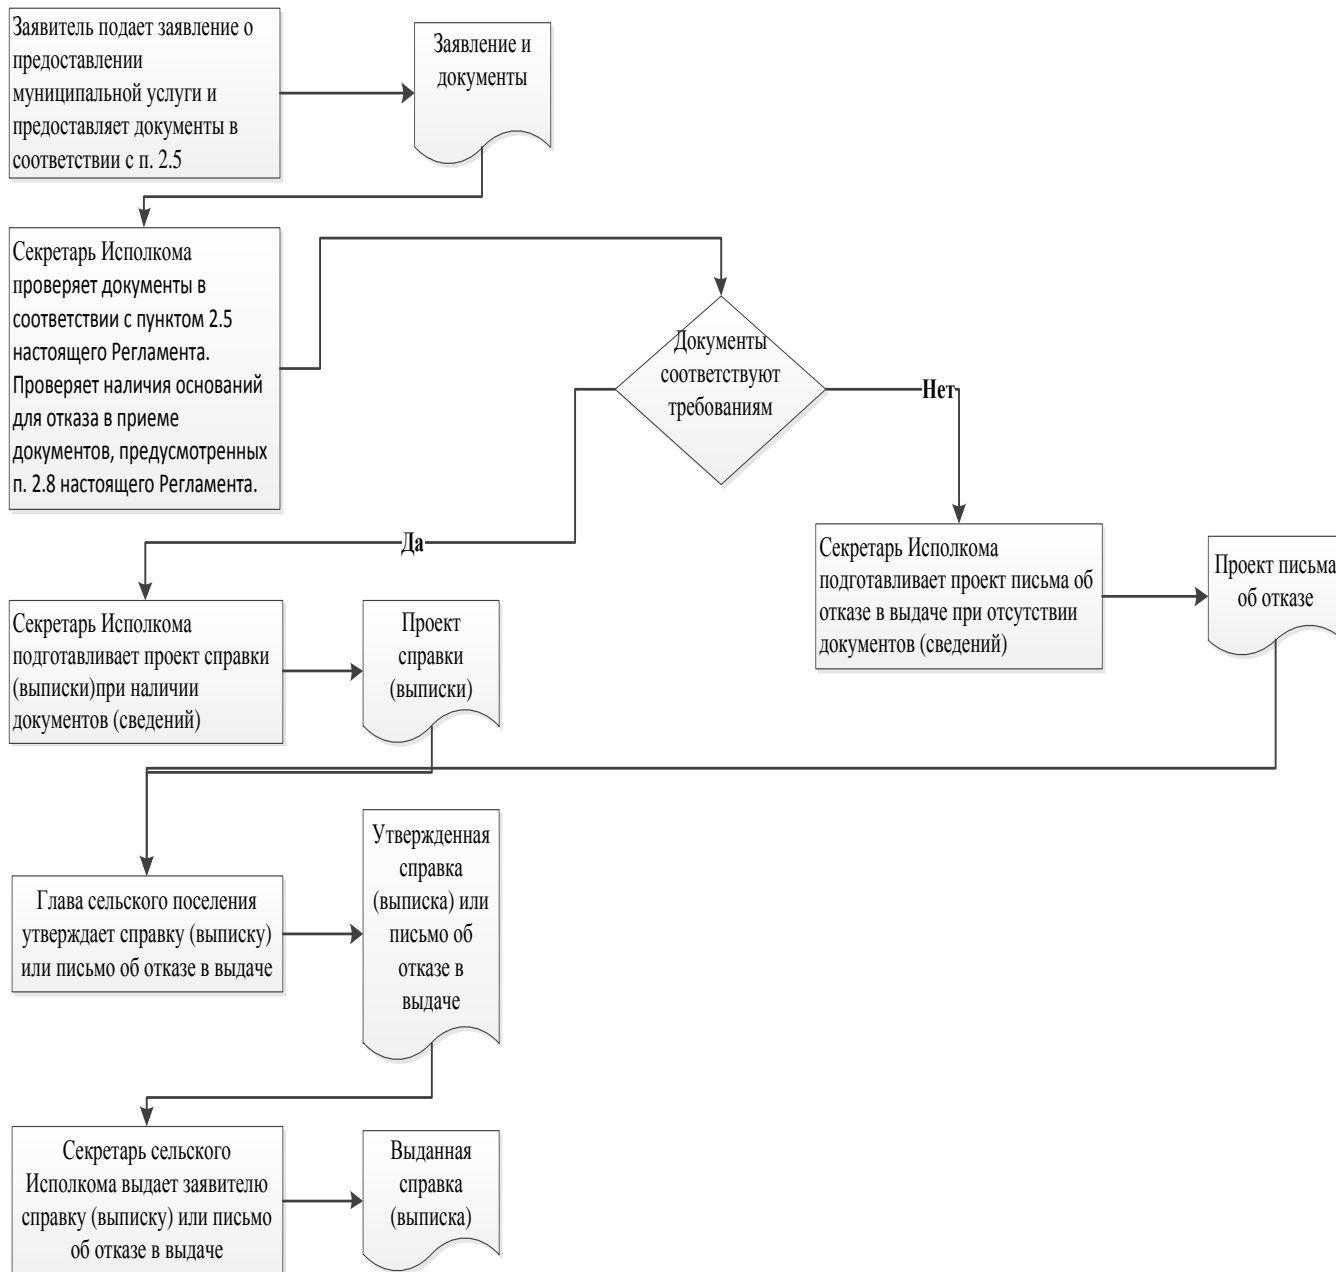 Заявитель подает заявление о
предоставлении
муниципальной услуги и
предоставляет документы в
соответствии с п. 2.5
Заявление и
документы
Секретарь Исполкома
проверяет документы в
соответствии с пунктом 2.5
настоящего Регламента.
Проверяет наличия оснований
для отказа в приеме
документов, предусмотренных
п. 2.8 настоящего Регламента.
Документы
соответствуют
требованиям
Нет
Да
Секретарь Исполкома
подготавливает проект письма об
отказе в выдаче при отсутствии
документов (сведений)
Проект письма
об отказе
Секретарь Исполкома
подготавливает проект справки
(выписки)при наличии
документов (сведений)
Проект
справки
(выписки)
Глава сельского поселения
утверждает справку (выписку)
или письмо об отказе в выдаче
Утвержденная
справка
(выписка) или
письмо об
отказе в
выдаче
Секретарь сельского
Исполкома выдает заявителю
справку (выписку) или письмо
об отказе в выдаче
Выданная
справка
(выписка)